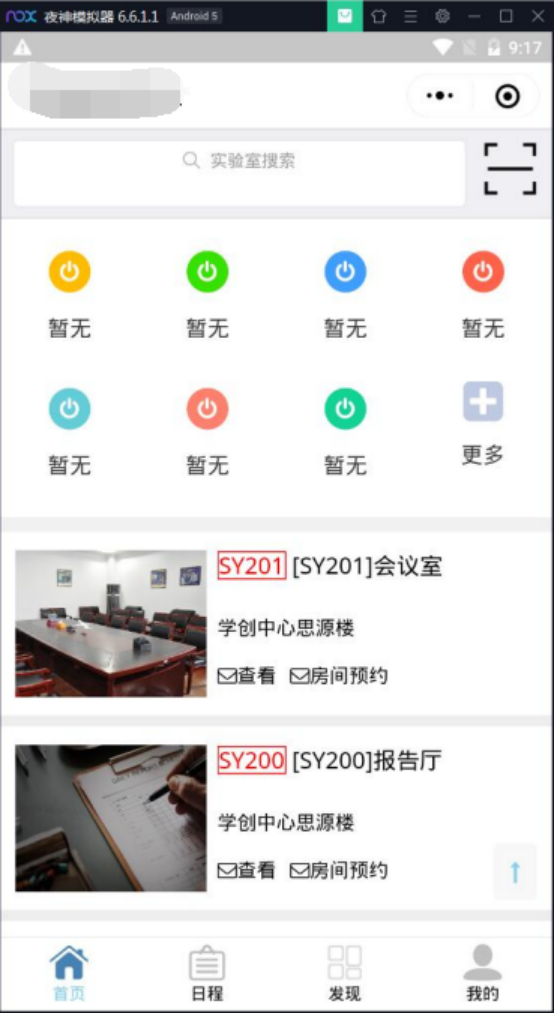 nox 夜神模拟器 6.6.1.1 Android 5
9:17
实验室搜索
暂无 暂无 暂无 暂无
暂无 暂无 暂无 更多
SY201 [SY201]会议室
学创中心思源楼
查看 房间预约
SY200 [SY200]报告厅
学创中心思源楼
查看 房间预约
首页 日程 发现 我的